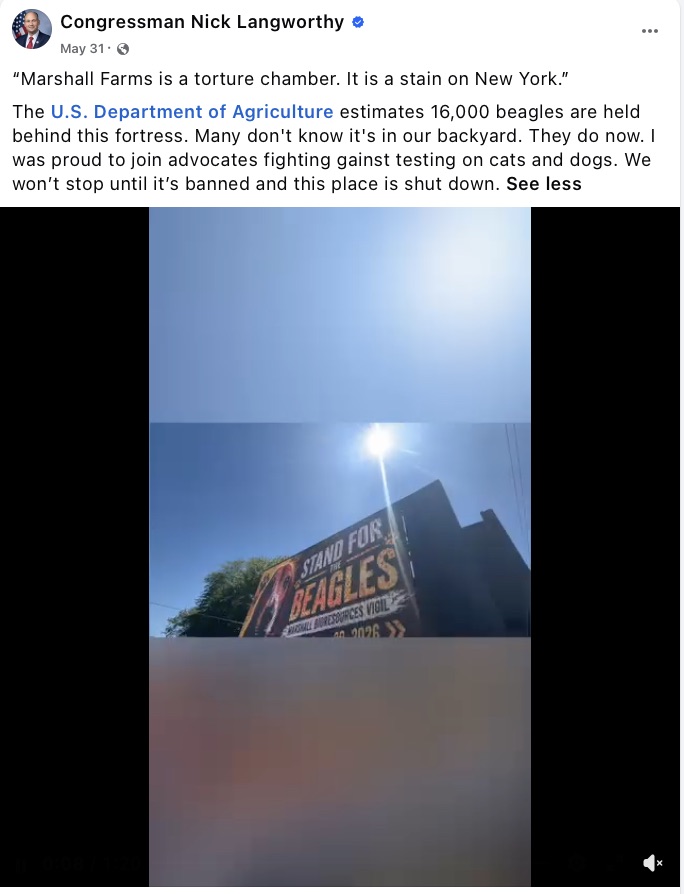 Congressman Nick Langworthy
May 31 ·
“Marshall Farms is a torture chamber. It is a stain on New York.”
The U.S. Department of Agriculture estimates 16,000 beagles are held
behind this fortress. Many don't know it's in our backyard. They do now. I
was proud to join advocates fighting gainst testing on cats and dogs. We
won’t stop until it’s banned and this place is shut down. See less
STAND FOR
THE
BEAGLES
MARSHALL BIORESOURCES VIGIL
2026